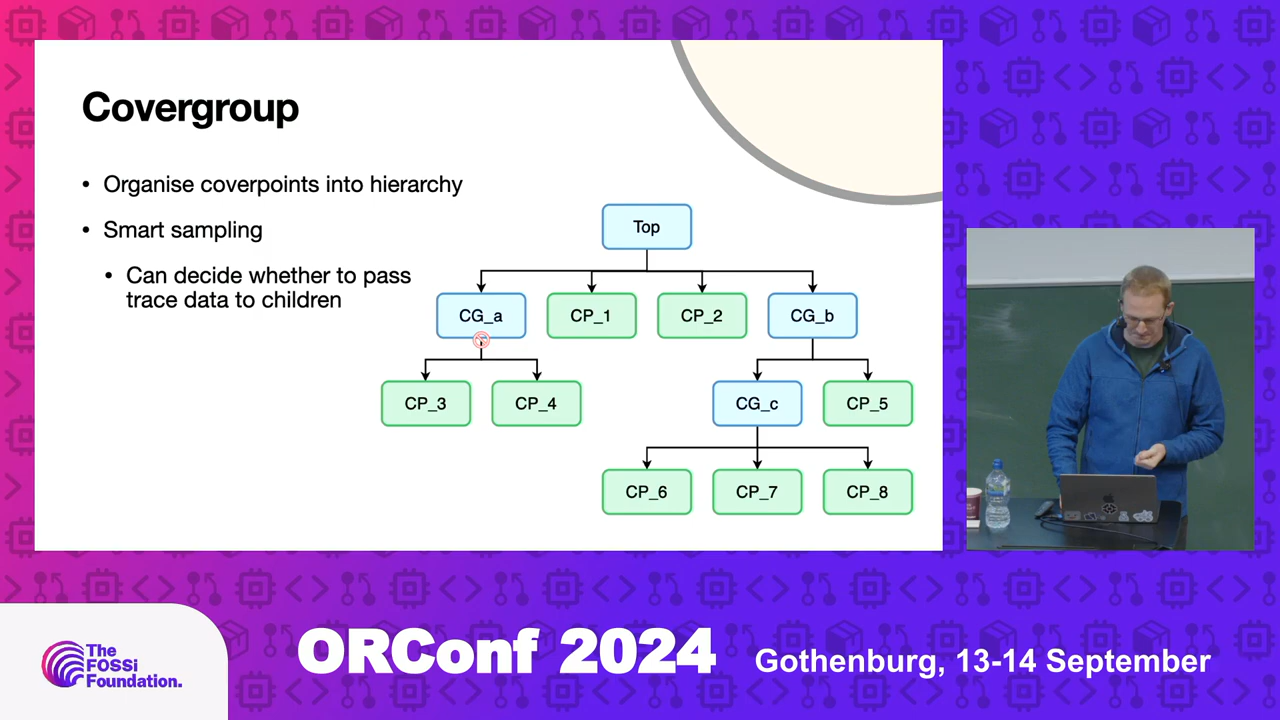 Covergroup
• Organise coverpoints into hierarchy
• Smart sampling
• Can decide whether to pass
trace data to children
Top
CG_a
CP_1
CP_2
CG_b
CP_3
CP_4
CG_c
CP_5
CP_6
CP_7
CP_8
The
FOSSi
Foundation.
ORConf 2024
Gothenburg, 13-14 September